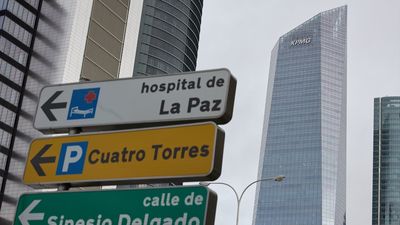 KPMG
hospital de
La Paz
P Cuatro Torres
calle de
Sinesio Delgado